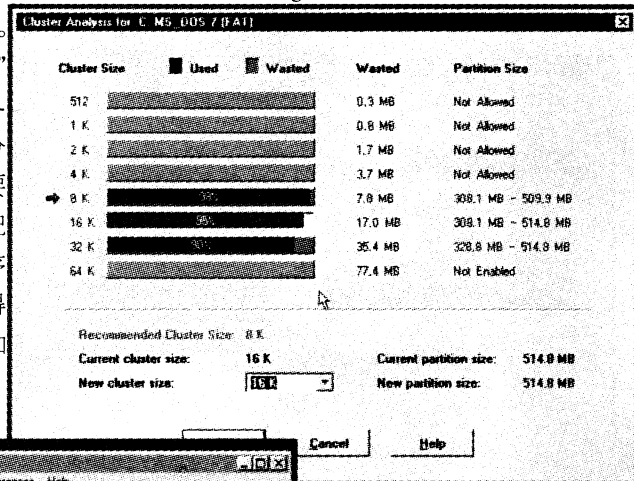 Cluster Analysis for C: MS_DOS 7 (FAT)
Cluster Size Used Wasted Wasted Partition Size
512 0.3 MB Not Allowed
1 K 0.8 MB Not Allowed
2 K 1.7 MB Not Allowed
4 K 3.7 MB Not Allowed
8 K 7.8 MB 308.1 MB - 509.9 MB
16 K 17.0 MB 308.1 MB - 514.8 MB
32 K 90% 35.4 MB 328.8 MB - 514.8 MB
64 K 77.4 MB Not Enabled
Recommended Cluster Size: 8 K
Current cluster size: 16 K Current partition size: 514.8 MB
New cluster size: 16 K New partition size: 514.8 MB
Cancel Help
Help